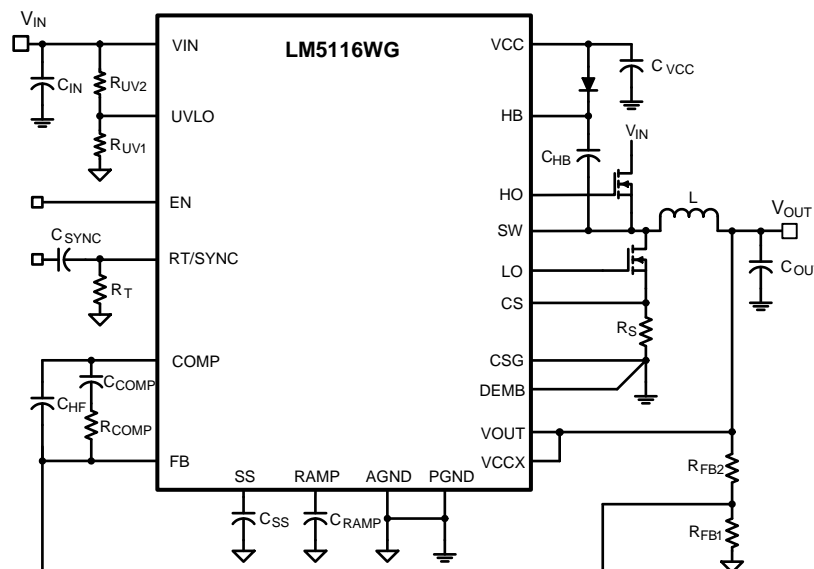 VIN
VIN
LM5116WG
VCC
CVCC
CIN
RUV2
UVLO
HB
RUV1
CHB
VIN
EN
HO
L
VOUT
SW
CSYNC
RT/SYNC
LO
COU
RT
CS
RS
COMP
CSG
CCOMP
DEMB
CHF
RCOMP
VOUT
FB
VCCX
RFB2
SS
RAMP
AGND
PGND
CSS
CRAMP
RFB1